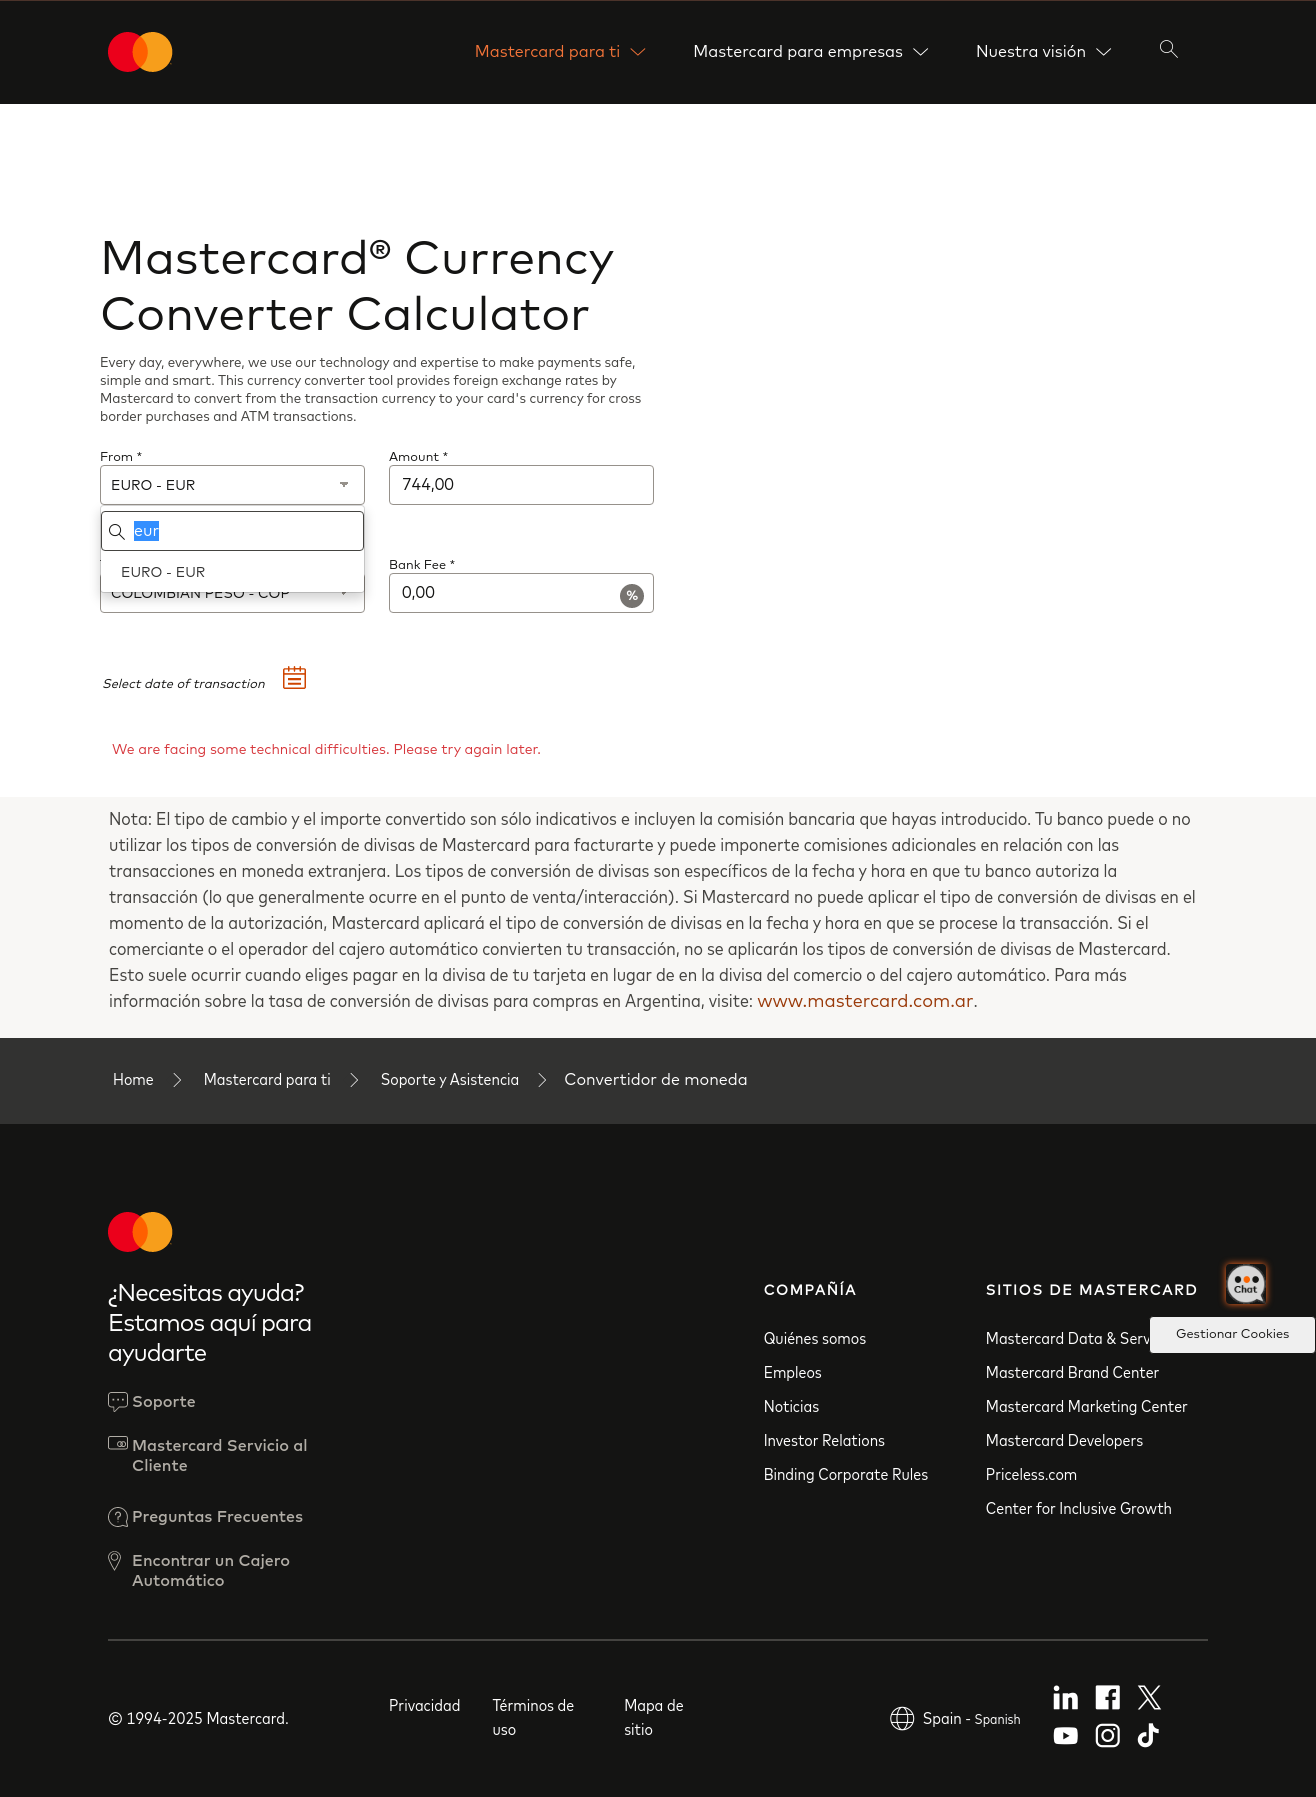 Mastercard para ti
Mastercard para empresas
Nuestra visión
Mastercard® Currency
Converter Calculator
Every day, everywhere, we use our technology and expertise to make payments safe,
simple and smart. This currency converter tool provides foreign exchange rates by
Mastercard to convert from the transaction currency to your card's currency for cross
border purchases and ATM transactions.
From *
Amount *
EURO - EUR
744,00
eur
EURO - EUR
Bank Fee *
COLOMBIAN PESO - COP
0,00
%
Select date of transaction
We are facing some technical difficulties. Please try again later.
Nota: El tipo de cambio y el importe convertido son sólo indicativos e incluyen la comisión bancaria que hayas introducido. Tu banco puede o no
utilizar los tipos de conversión de divisas de Mastercard para facturarte y puede imponerte comisiones adicionales en relación con las
transacciones en moneda extranjera. Los tipos de conversión de divisas son específicos de la fecha y hora en que tu banco autoriza la
transacción (lo que generalmente ocurre en el punto de venta/interacción). Si Mastercard no puede aplicar el tipo de conversión de divisas en el
momento de la autorización, Mastercard aplicará el tipo de conversión de divisas en la fecha y hora en que se procese la transacción. Si el
comerciante o el operador del cajero automático convierten tu transacción, no se aplicarán los tipos de conversión de divisas de Mastercard.
Esto suele ocurrir cuando eliges pagar en la divisa de tu tarjeta en lugar de en la divisa del comercio o del cajero automático. Para más
información sobre la tasa de conversión de divisas para compras en Argentina, visite: www.mastercard.com.ar.
Home
Mastercard para ti
Soporte y Asistencia
Convertidor de moneda
¿Necesitas ayuda?
Estamos aquí para
ayudarte
Soporte
Mastercard Servicio al
Cliente
Preguntas Frecuentes
Encontrar un Cajero
Automático
COMPAÑÍA
Quiénes somos
Empleos
Noticias
Investor Relations
Binding Corporate Rules
SITIOS DE MASTERCARD
Mastercard Data & Serv
Mastercard Brand Center
Mastercard Marketing Center
Mastercard Developers
Priceless.com
Center for Inclusive Growth
Chat
Gestionar Cookies
© 1994-2025 Mastercard.
Privacidad
Términos de
uso
Mapa de
sitio
Spain - Spanish